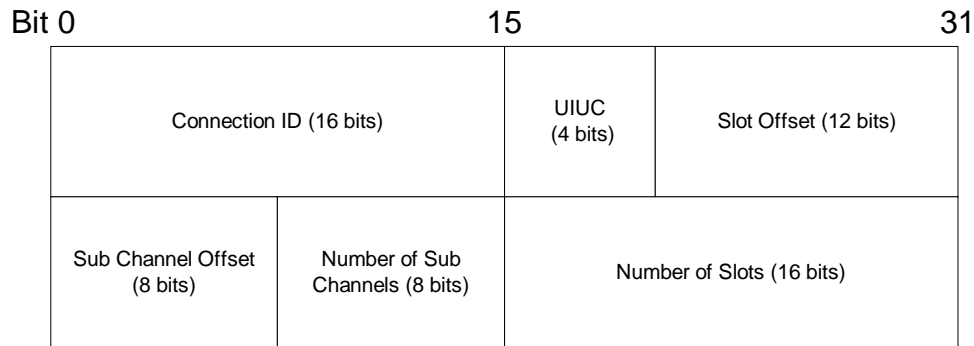 Bit 0 15 31
Connection ID (16 bits)
UIUC
(4 bits)
Slot Offset (12 bits)
Sub Channel Offset
(8 bits)
Number of Sub
Channels (8 bits)
Number of Slots (16 bits)